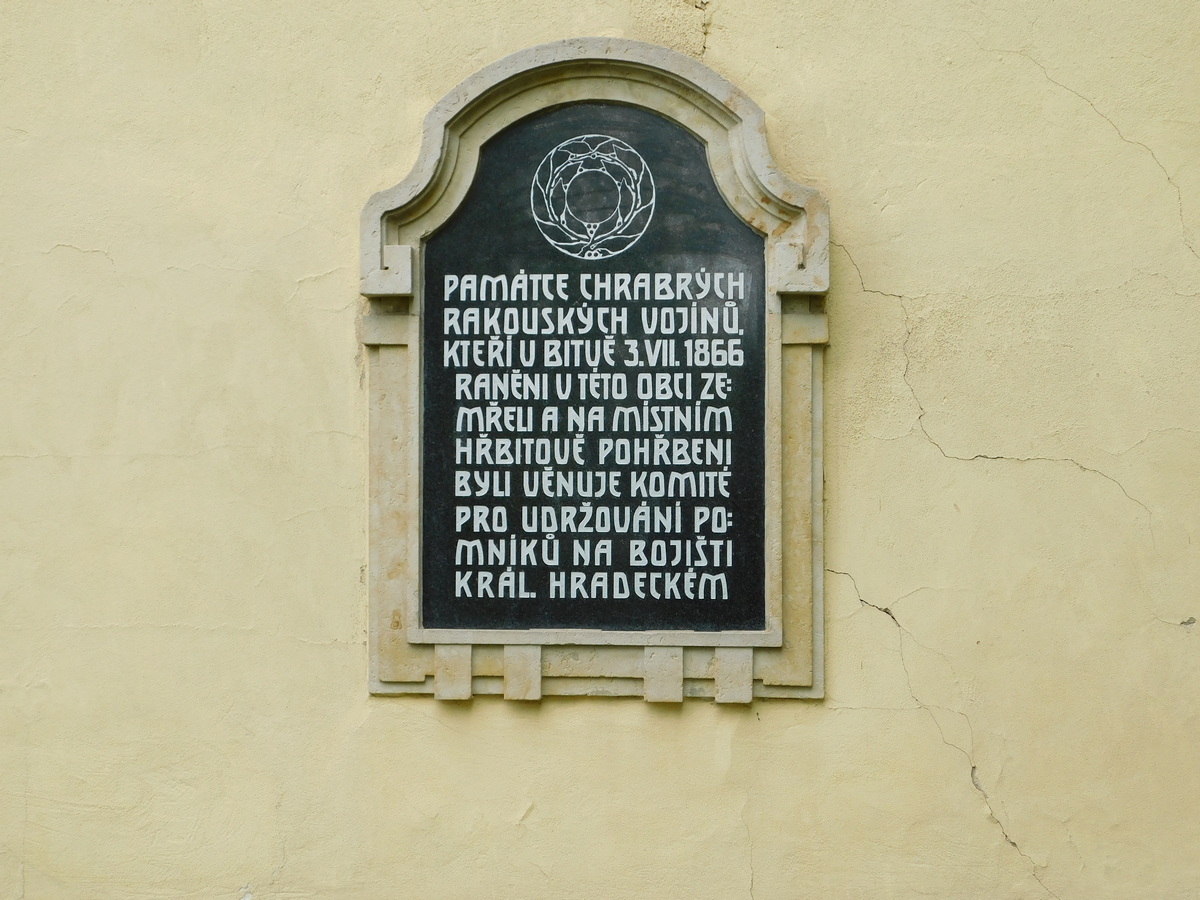 PAMÁTCE CHRABRÝCH
RAKOUSKÝCH VOJÍNŮ,
KTEŘÍ V BITVĚ 3.VII.1866
RANĚNI V TÉTO OBCI ZE:
MŘELI A NA MÍSTNÍM
HŘBITOVĚ POHŘBENI
BYLI VĚNUJE KOMITÉ
PRO UDRŽOVÁNÍ PO:
MNÍKŮ NA BOJIŠTI
KRÁL. HRADECKÉM